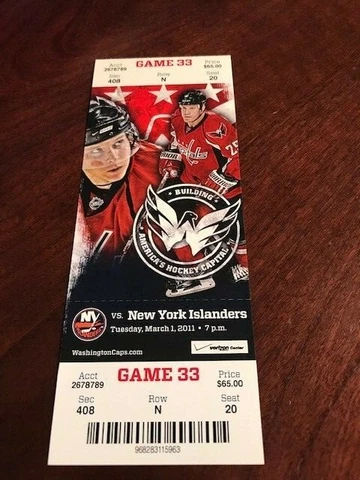 Acct GAME 33 Price
2678789 $65.00
Sec Row Seat
408 N 20
25
BUILDING
AMERICA'S HOCKEY CAPITAL
NY
vs. New York Islanders
Tuesday, March 1, 2011 • 7 p.m.
WashingtonCaps.com verizon Center
Acct GAME 33 Price
2678789 $65.00
Sec Row Seat
408 N 20
968283115963